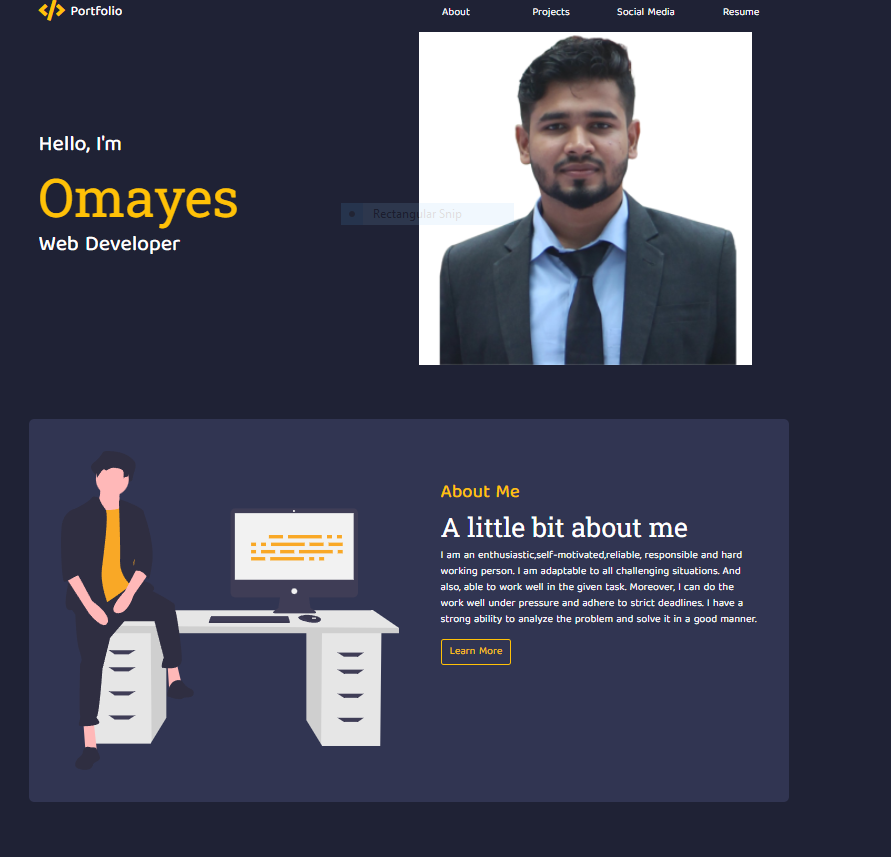 </> Portfolio
About Projects Social Media Resume
Hello, I'm
Omayes
Web Developer
Rectangular Snip
About Me
A little bit about me
I am an enthusiastic,self-motivated,reliable, responsible and hard
working person. I am adaptable to all challenging situations. And
also, able to work well in the given task. Moreover, I can do the
work well under pressure and adhere to strict deadlines. I have a
strong ability to analyze the problem and solve it in a good manner.
Learn More